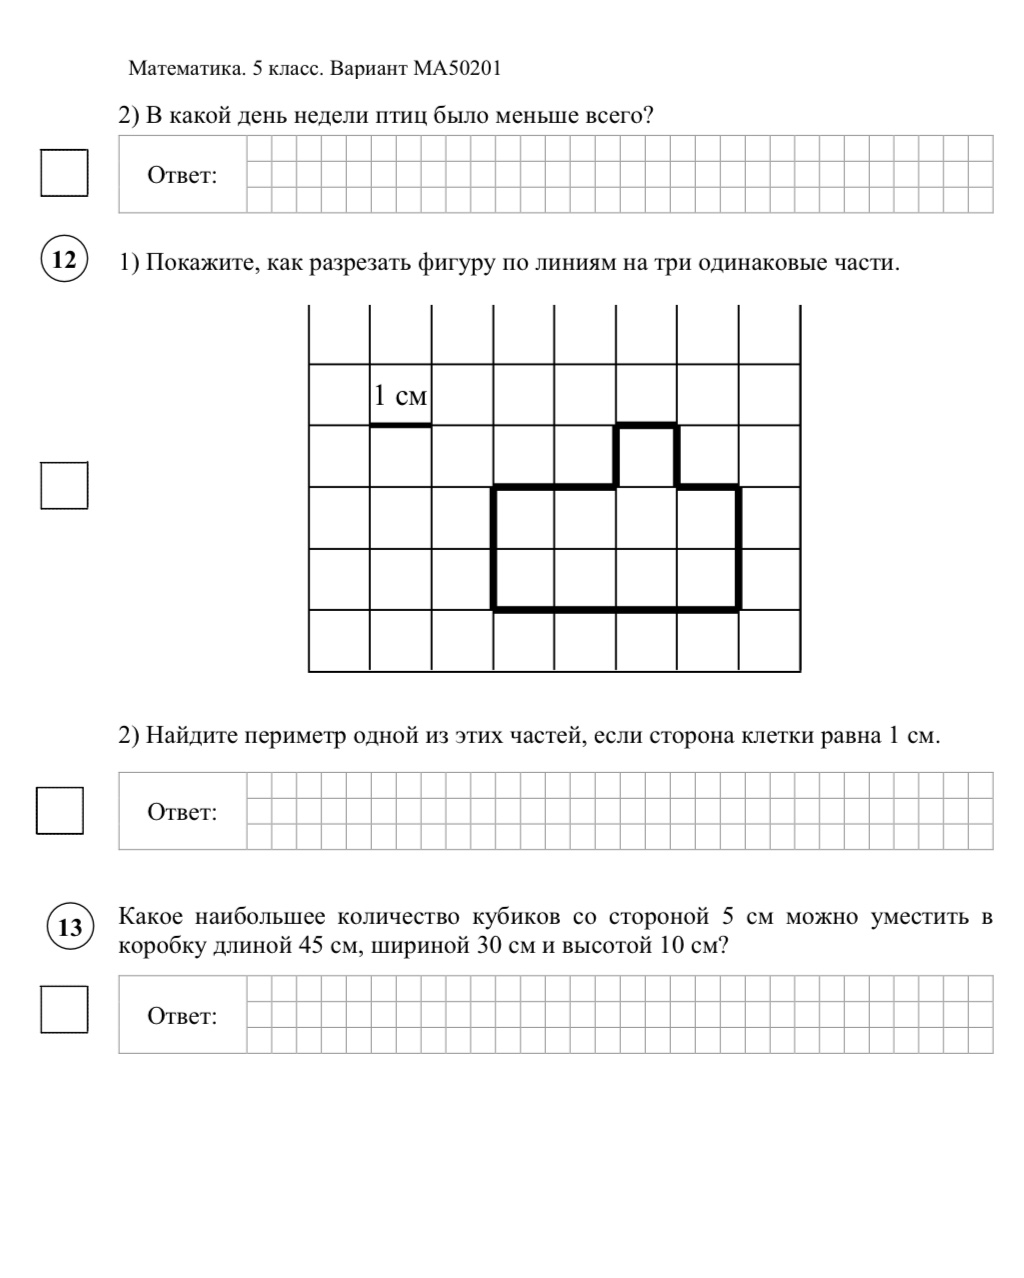 Математика. 5 класс. Вариант МА50201
2) В какой день недели птиц было меньше всего?
Ответ:
12
1) Покажите, как разрезать фигуру по линиям на три одинаковые части.
1 см
2) Найдите периметр одной из этих частей, если сторона клетки равна 1 см.
Ответ:
13
Какое наибольшее количество кубиков со стороной 5 см можно уместить в
коробку длиной 45 см, шириной 30 см и высотой 10 см?
Ответ: